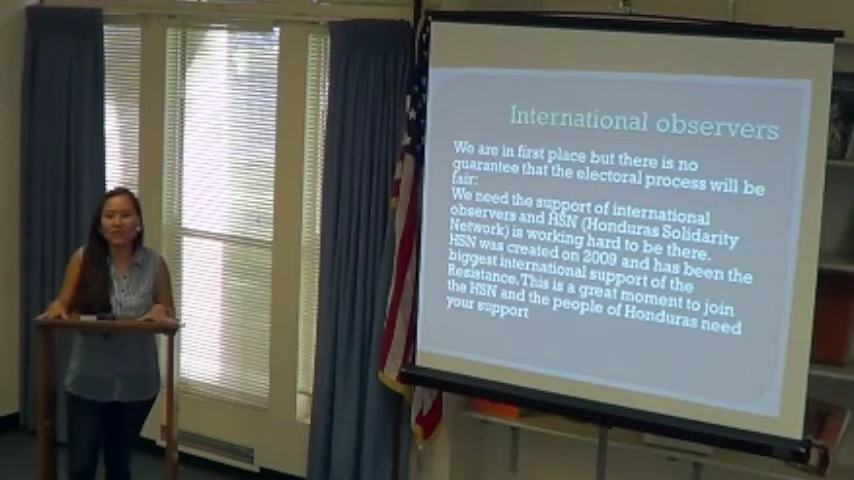 International observers
We are in first place but there is no
guarantee that the electoral process will be
fair:
We need the support of international
observers and HSN (Honduras Solidarity
Network) is working hard to be there.
HSN was created on 2009 and has been the
biggest international support of the
Resistance. This is a great moment to join
the HSN and the people of Honduras need
your support